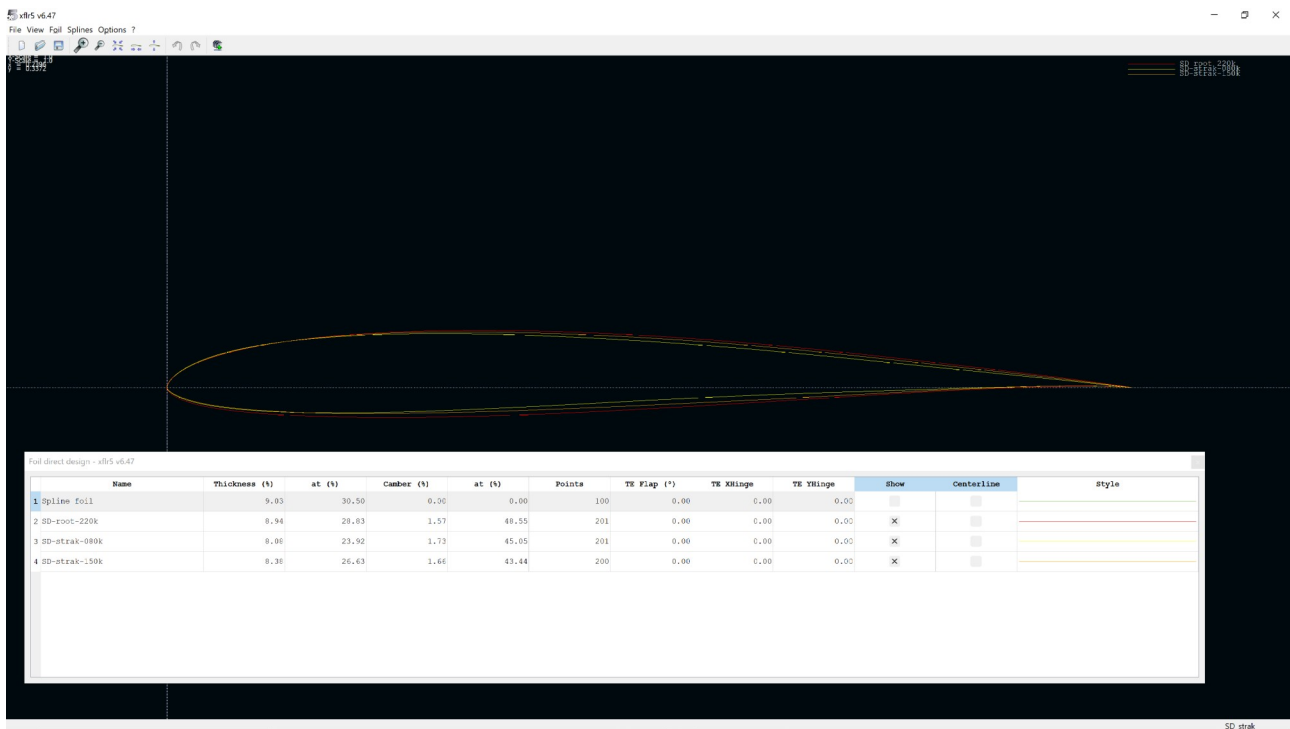 xflr5 v6.47
File View Foil Splines Options ?
= 0.3372
SD-strak-150k
Foil direct design - xflr5 v6.47
Name Thickness (%) at (%) Camber (%) at (%) Points TE Flap (°) TE XHinge TE YHinge Show Centerline Style
1 Spline foil 9.03 30.50 0.00 0.00 100 0.00 0.00 0.00
2 SD-root-220k 8.94 28.83 1.57 48.55 201 0.00 0.00 0.00
3 SD-strak-080k 8.08 23.92 1.73 45.05 201 0.00 0.00 0.00
4 SD-strak-150k 8.38 26.63 1.66 43.44 200 0.00 0.00 0.00
SD strak